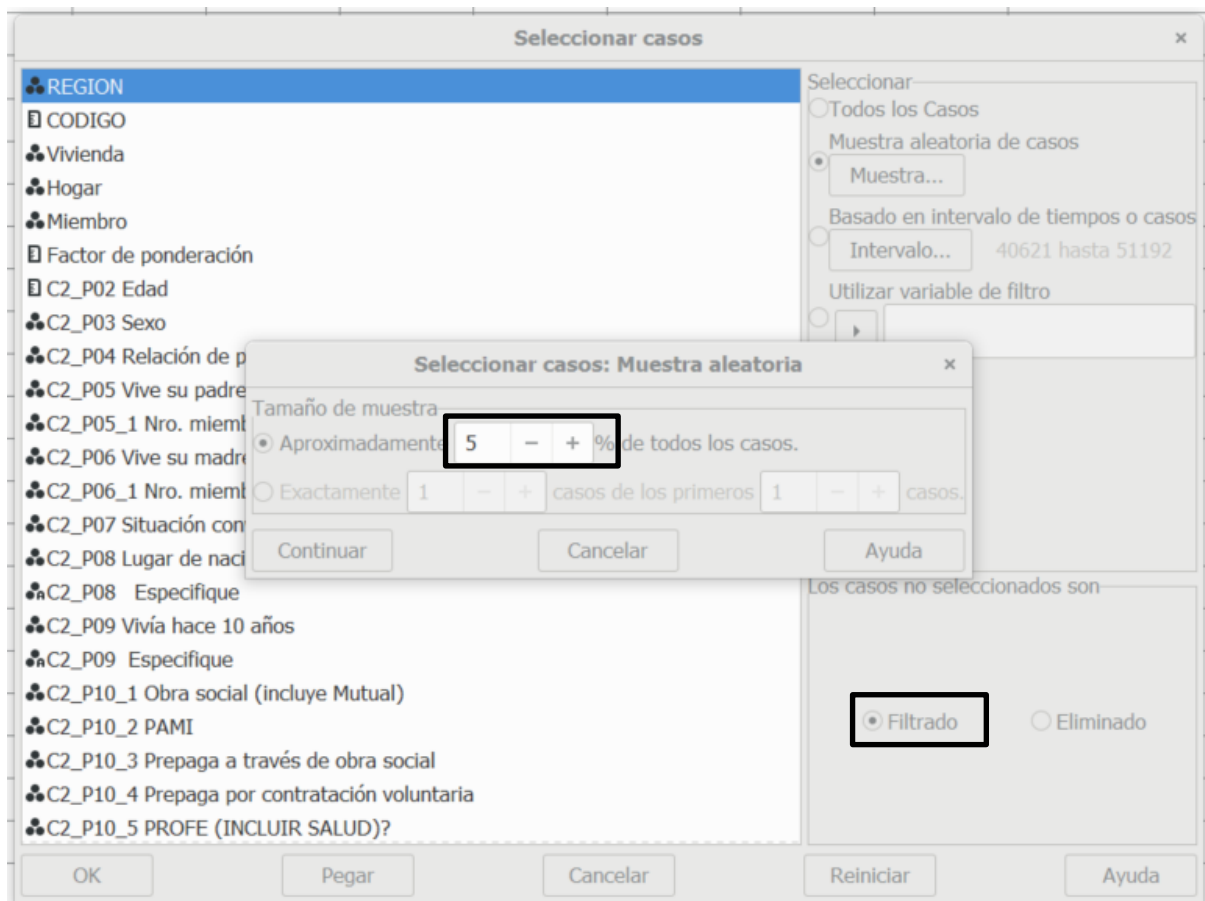 Seleccionar casos
REGION
CODIGO
Vivienda
Hogar
Miembro
Factor de ponderación
C2_P02 Edad
C2_P03 Sexo
C2_P04 Relación de p
C2_P05 Vive su padre
C2_P05_1 Nro. miemb
C2_P06 Vive su madre
C2_P06_1 Nro. miemb
C2_P07 Situación con
C2_P08 Lugar de naci
C2_P08 Especifique
C2_P09 Vivía hace 10 años
C2_P09 Especifique
C2_P10_1 Obra social (incluye Mutual)
C2_P10_2 PAMI
C2_P10_3 Prepaga a través de obra social
C2_P10_4 Prepaga por contratación voluntaria
C2_P10_5 PROFE (INCLUIR SALUD)?
Seleccionar
Todos los Casos
Muestra aleatoria de casos
Muestra...
Basado en intervalo de tiempos o casos
Intervalo... 40621 hasta 51192
Utilizar variable de filtro
Seleccionar casos: Muestra aleatoria
Tamaño de muestra
Aproximadamente 5 − + % de todos los casos.
Exactamente 1 − + casos de los primeros 1 − + casos.
Continuar Cancelar Ayuda
Los casos no seleccionados son
Filtrado Eliminado
OK Pegar Cancelar Reiniciar Ayuda